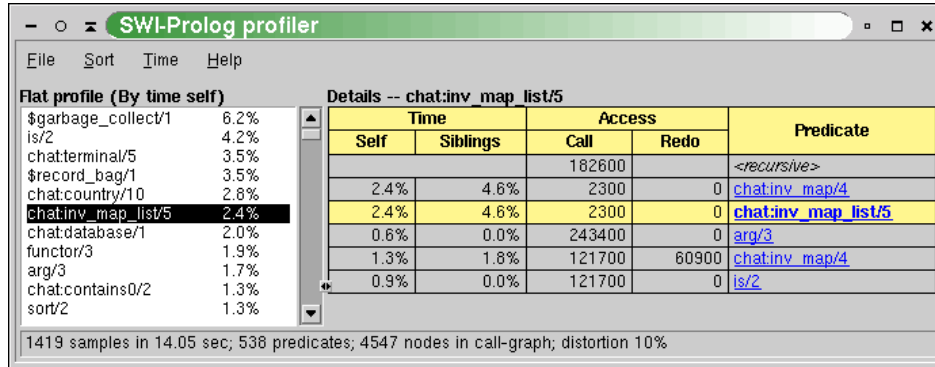 SWI-Prolog profiler
File Sort Time Help
Flat profile (By time self)
$garbage_collect/1 6.2%
is/2 4.2%
chat:terminal/5 3.5%
$record_bag/1 3.5%
chat:country/10 2.8%
chat:inv_map_list/5 2.4%
chat:database/1 2.0%
functor/3 1.9%
arg/3 1.7%
chat:contains0/2 1.3%
sort/2 1.3%
Details -- chat:inv_map_list/5
Time Access Predicate
Self Siblings Call Redo
182600 <recursive>
2.4% 4.6% 2300 0 chat:inv_map/4
2.4% 4.6% 2300 0 chat:inv_map_list/5
0.6% 0.0% 243400 0 arg/3
1.3% 1.8% 121700 60900 chat:inv_map/4
0.9% 0.0% 121700 0 is/2
1419 samples in 14.05 sec; 538 predicates; 4547 nodes in call-graph; distortion 10%